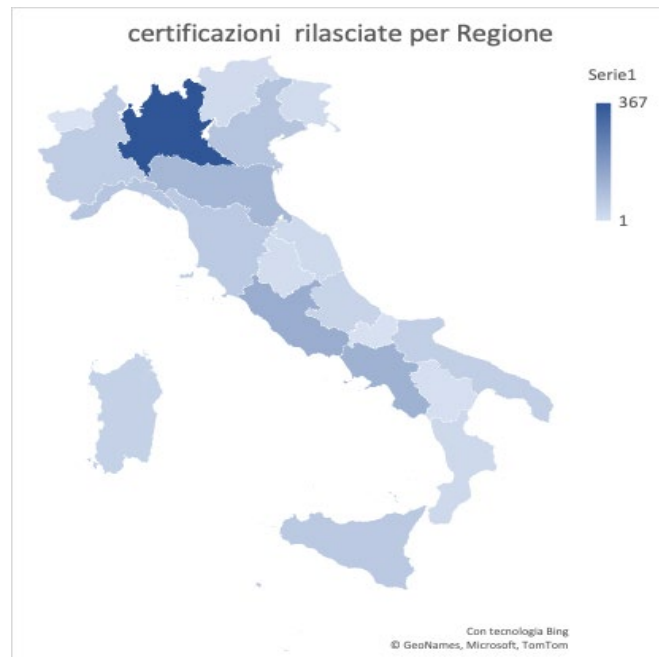 certificazioni rilasciate per Regione
Serie1
367
1
Con tecnologia Bing
© GeoNames, Microsoft, TomTom